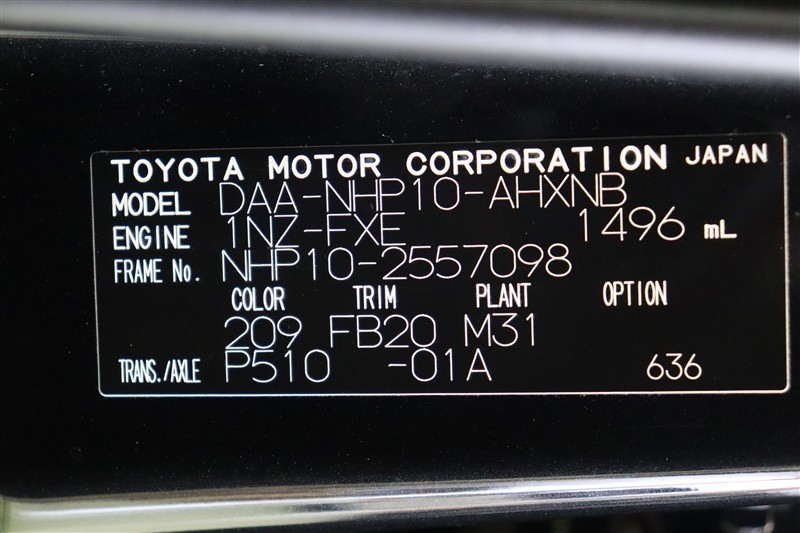 TOYOTA MOTOR CORPORATION JAPAN
MODEL DAA-NHP10-AHXNB
ENGINE 1NZ-FXE 1496 mL
FRAME No. NHP10-2557098
COLOR TRIM PLANT OPTION
209 FB20 M31
TRANS./AXLE P510 -01A 636